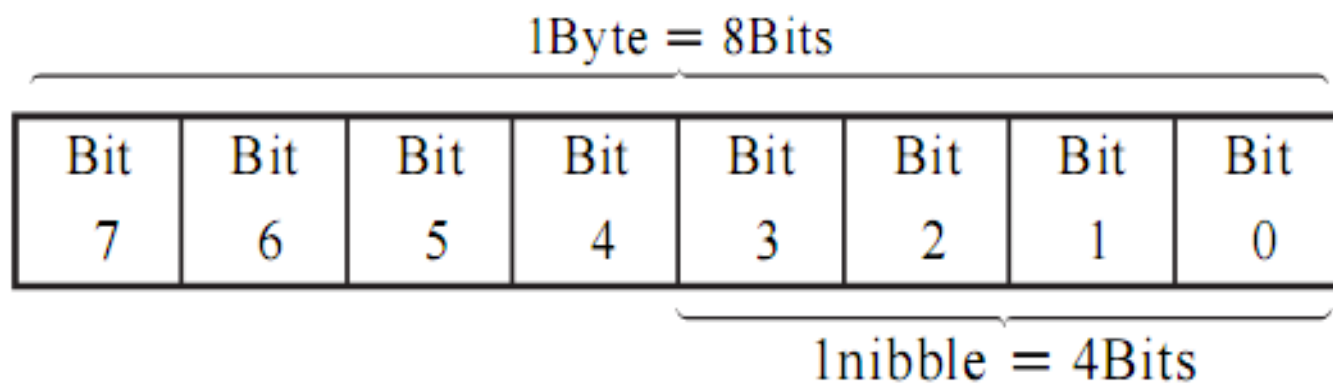 1Byte = 8Bits
Bit Bit Bit Bit Bit Bit Bit Bit
7 6 5 4 3 2 1 0
1nibble = 4Bits